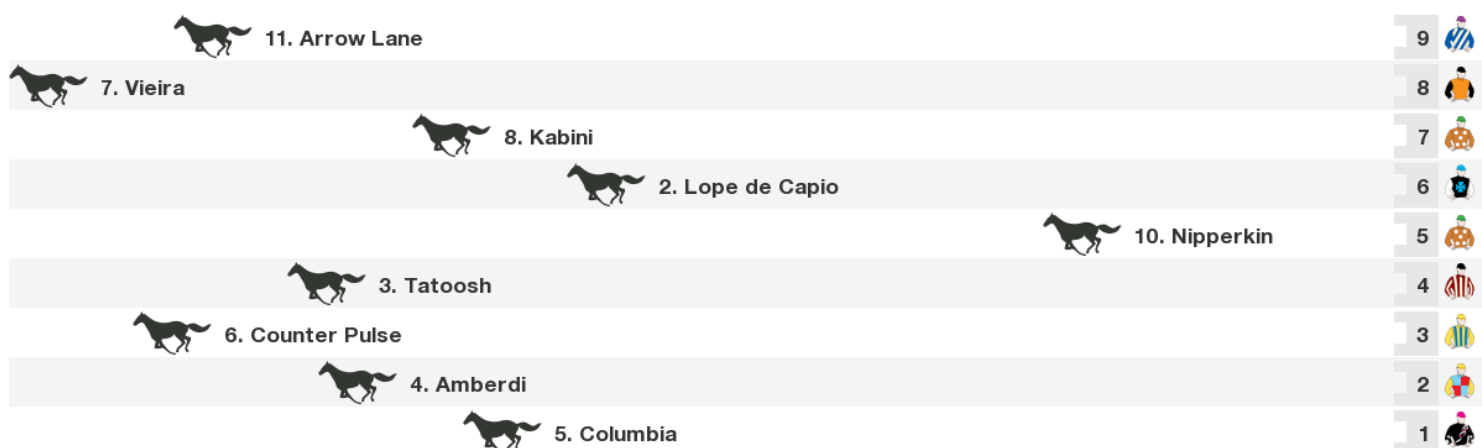 11. Arrow Lane 9
7. Vieira 8
8. Kabini 7
2. Lope de Capio 6
10. Nipperkin 5
3. Tatoosh 4
6. Counter Pulse 3
4. Amberdi 2
5. Columbia 1